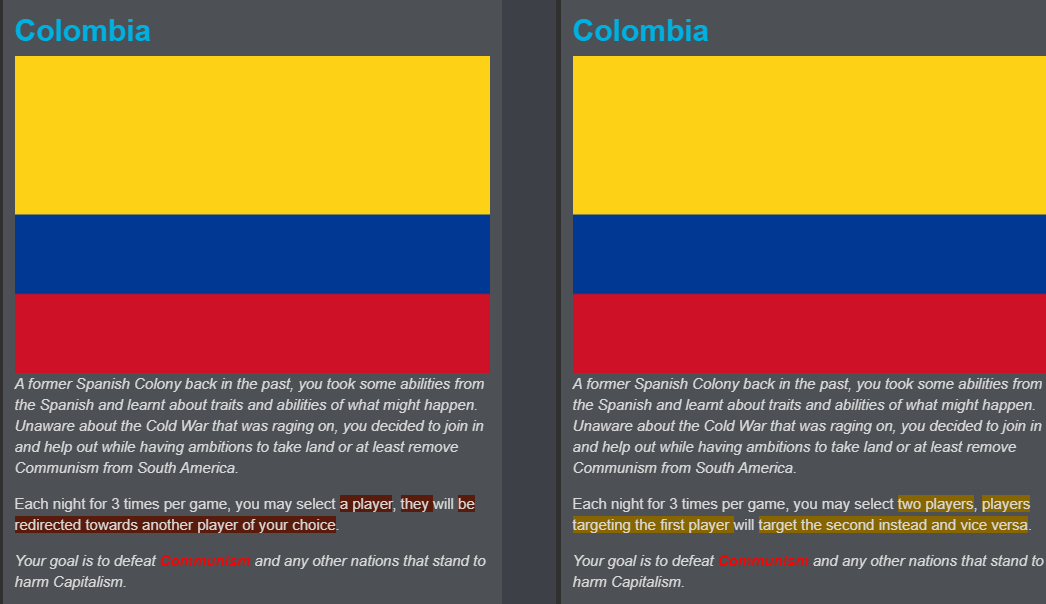 Colombia
A former Spanish Colony back in the past, you took some abilities from
the Spanish and learnt about traits and abilities of what might happen.
Unaware about the Cold War that was raging on, you decided to join in
and help out while having ambitions to take land or at least remove
Communism from South America.
Each night for 3 times per game, you may select a player, they will be
redirected towards another player of your choice.
Your goal is to defeat Communism and any other nations that stand to
harm Capitalism.
Colombia
A former Spanish Colony back in the past, you took some abilities from
the Spanish and learnt about traits and abilities of what might happen.
Unaware about the Cold War that was raging on, you decided to join in
and help out while having ambitions to take land or at least remove
Communism from South America.
Each night for 3 times per game, you may select two players, players
targeting the first player will target the second instead and vice versa.
Your goal is to defeat Communism and any other nations that stand to
harm Capitalism.